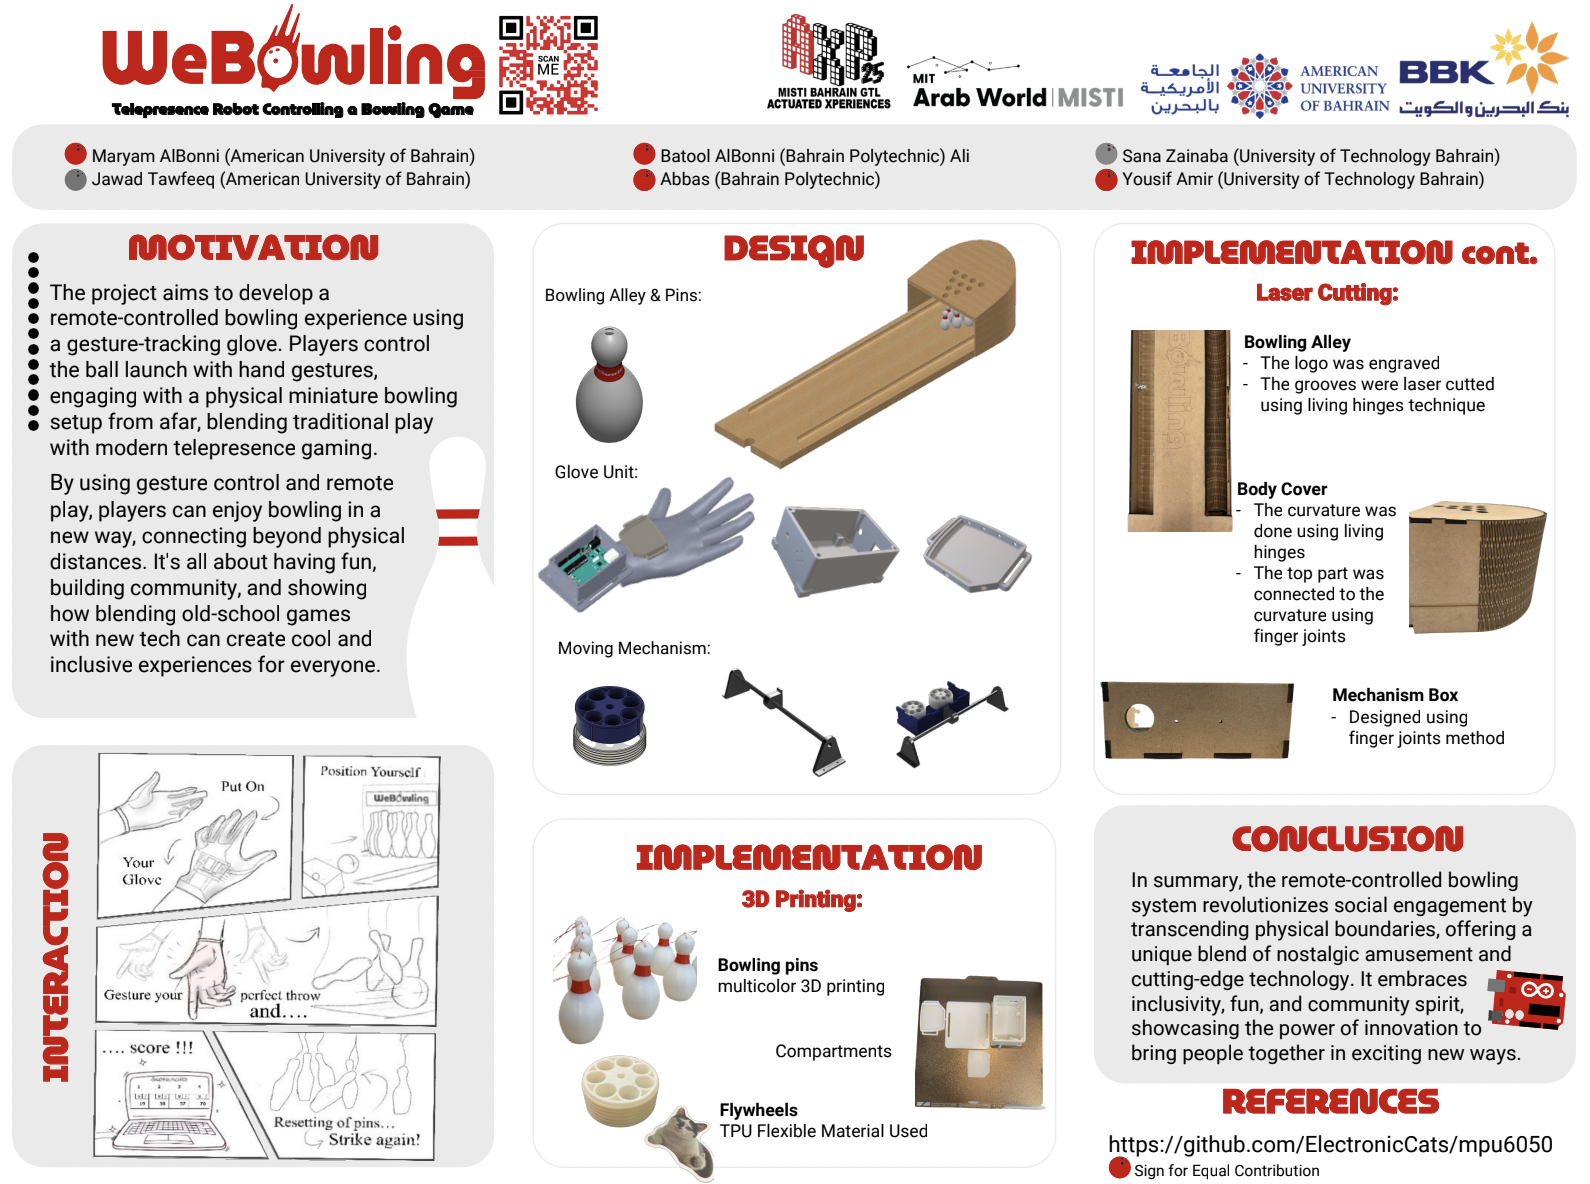 WeBowling
Telepresence Robot Controlling a Bowling Game
SCAN
ME
AXP
25
MISTI BAHRAIN GTL
ACTUATED XPERIENCES
MIT
Arab World | MISTI
الجامعة
الأمريكية
بالبحرين
AMERICAN
UNIVERSITY
OF BAHRAIN
BBK
بنك البحرين والكويت
Maryam AlBonni (American University of Bahrain)
Jawad Tawfeeq (American University of Bahrain)
Batool AlBonni (Bahrain Polytechnic) Ali
Abbas (Bahrain Polytechnic)
Sana Zainaba (University of Technology Bahrain)
Yousif Amir (University of Technology Bahrain)
MOTIVATION
The project aims to develop a
remote-controlled bowling experience using
a gesture-tracking glove. Players control
the ball launch with hand gestures,
engaging with a physical miniature bowling
setup from afar, blending traditional play
with modern telepresence gaming.
By using gesture control and remote
play, players can enjoy bowling in a
new way, connecting beyond physical
distances. It's all about having fun,
building community, and showing
how blending old-school games
with new tech can create cool and
inclusive experiences for everyone.
INTERACTION
Put On
Your
Glove
Position Yourself
WeBowling
Gesture your
perfect throw
and....
.... score !!!
1 2 3 4
Resetting of pins...
Strike again!
DESIGN
Bowling Alley & Pins:
Glove Unit:
Moving Mechanism:
IMPLEMENTATION
3D Printing:
Bowling pins
multicolor 3D printing
Compartments
Flywheels
TPU Flexible Material Used
IMPLEMENTATION cont.
Laser Cutting:
Bowling
Bowling Alley
- The logo was engraved
- The grooves were laser cutted
using living hinges technique
Body Cover
- The curvature was
done using living
hinges
- The top part was
connected to the
curvature using
finger joints
Mechanism Box
- Designed using
finger joints method
CONCLUSION
In summary, the remote-controlled bowling
system revolutionizes social engagement by
transcending physical boundaries, offering a
unique blend of nostalgic amusement and
cutting-edge technology. It embraces
inclusivity, fun, and community spirit,
showcasing the power of innovation to
bring people together in exciting new ways.
REFERENCES
https://github.com/ElectronicCats/mpu6050
Sign for Equal Contribution